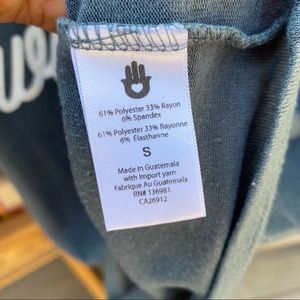 61% Polyester 33% Rayon
6% Spandex
61% Polyester 33% Rayonne
6% Élasthanne
S
Made in Guatemala
with Import yarn
Fabrique Au Guatemala
RN# 136981
CA26912